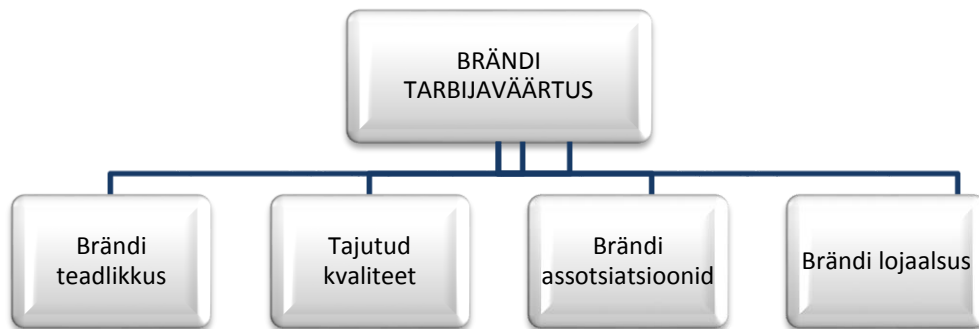 BRÄNDI
TARBIJAVÄÄRTUS
Brändi
teadlikkus
Tajutud
kvaliteet
Brändi
assotsiatsioonid
Brändi lojaalsus